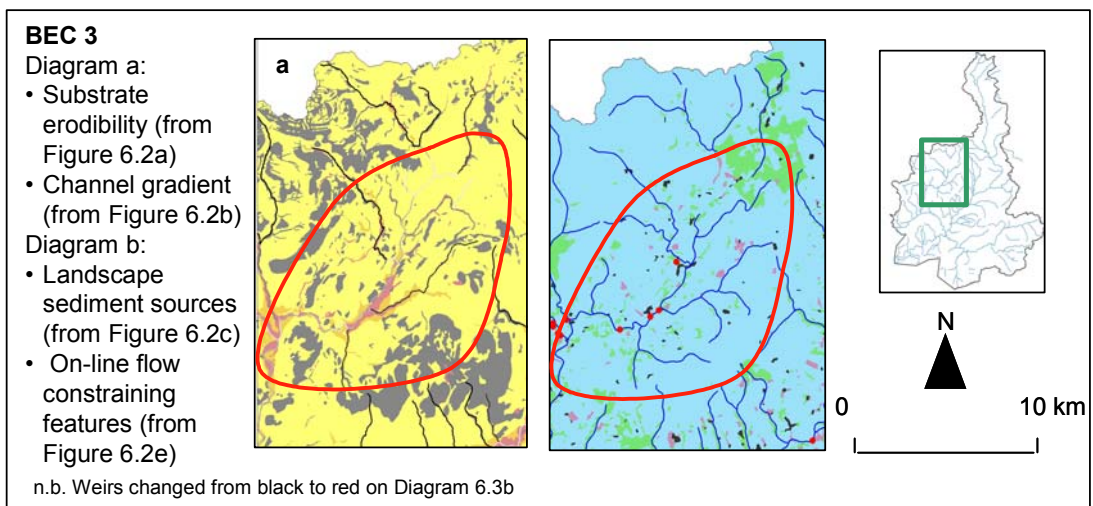 BEC 3
Diagram a:
• Substrate
erodibility (from
Figure 6.2a)
• Channel gradient
(from Figure 6.2b)
Diagram b:
• Landscape
sediment sources
(from Figure 6.2c)
• On-line flow
constraining
features (from
Figure 6.2e)
n.b. Weirs changed from black to red on Diagram 6.3b
a
N
0 10 km